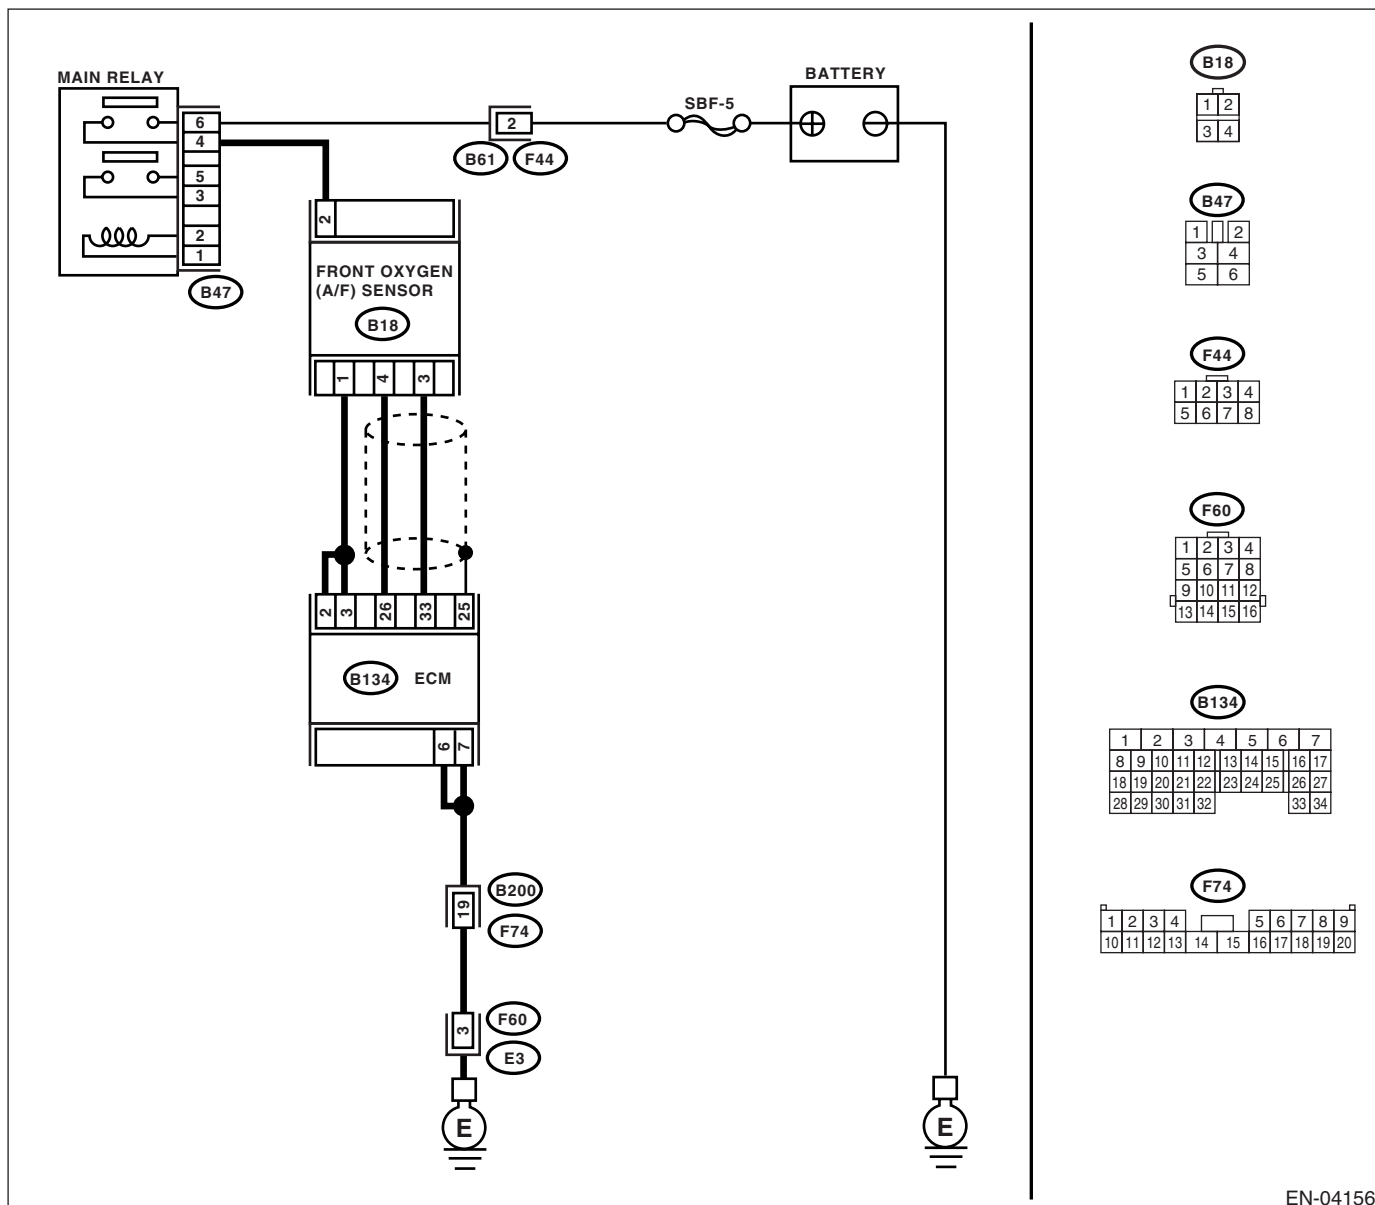 MAIN RELAY
6
4
5
3
2
1
B47
2
B61 F44
SBF-5
BATTERY
2
FRONT OXYGEN
(A/F) SENSOR
B18
1 4 3
2 3 26 33 25
B134 ECM
6 7
19
B200
F74
3
F60
E3
E
E
B18
1 2
3 4
B47
1 2
3 4
5 6
F44
1 2 3 4
5 6 7 8
F60
1 2 3 4
5 6 7 8
9 10 11 12
13 14 15 16
B134
1 2 3 4 5 6 7
8 9 10 11 12 13 14 15 16 17
18 19 20 21 22 23 24 25 26 27
28 29 30 31 32 33 34
F74
1 2 3 4 5 6 7 8 9
10 11 12 13 14 15 16 17 18 19 20
EN-04156